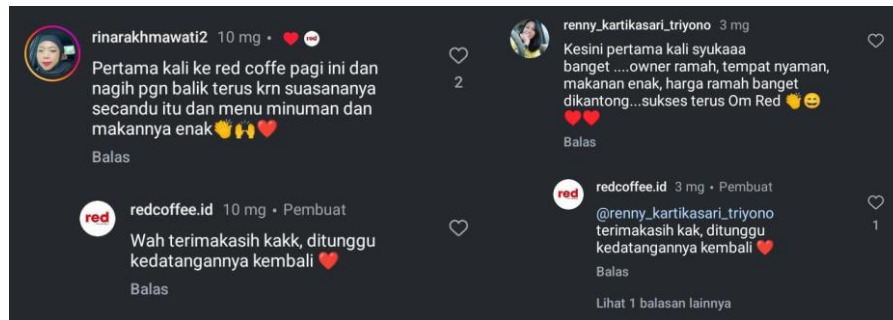 rinarakhmawati2 10 mg • ❤️ red
Pertama kali ke red coffe pagi ini dan
nagih pgn balik terus krn suasananya
secandu itu dan menu minuman dan
makannya enak👏🙌❤️
2
Balas
red
redcoffee.id 10 mg • Pembuat
Wah terimakasih kakk, ditunggu
kedatangannya kembali ❤️
Balas
renny_kartikasari_triyono 3 mg
Kesini pertama kali syukaaa
banget ....owner ramah, tempat nyaman,
makanan enak, harga ramah banget
dikantong...sukses terus Om Red 👏😄
♥️♥️
Balas
red
redcoffee.id 3 mg • Pembuat
@renny_kartikasari_triyono
terimakasih kak, ditunggu
kedatangannya kembali ❤️
1
Balas
Lihat 1 balasan lainnya